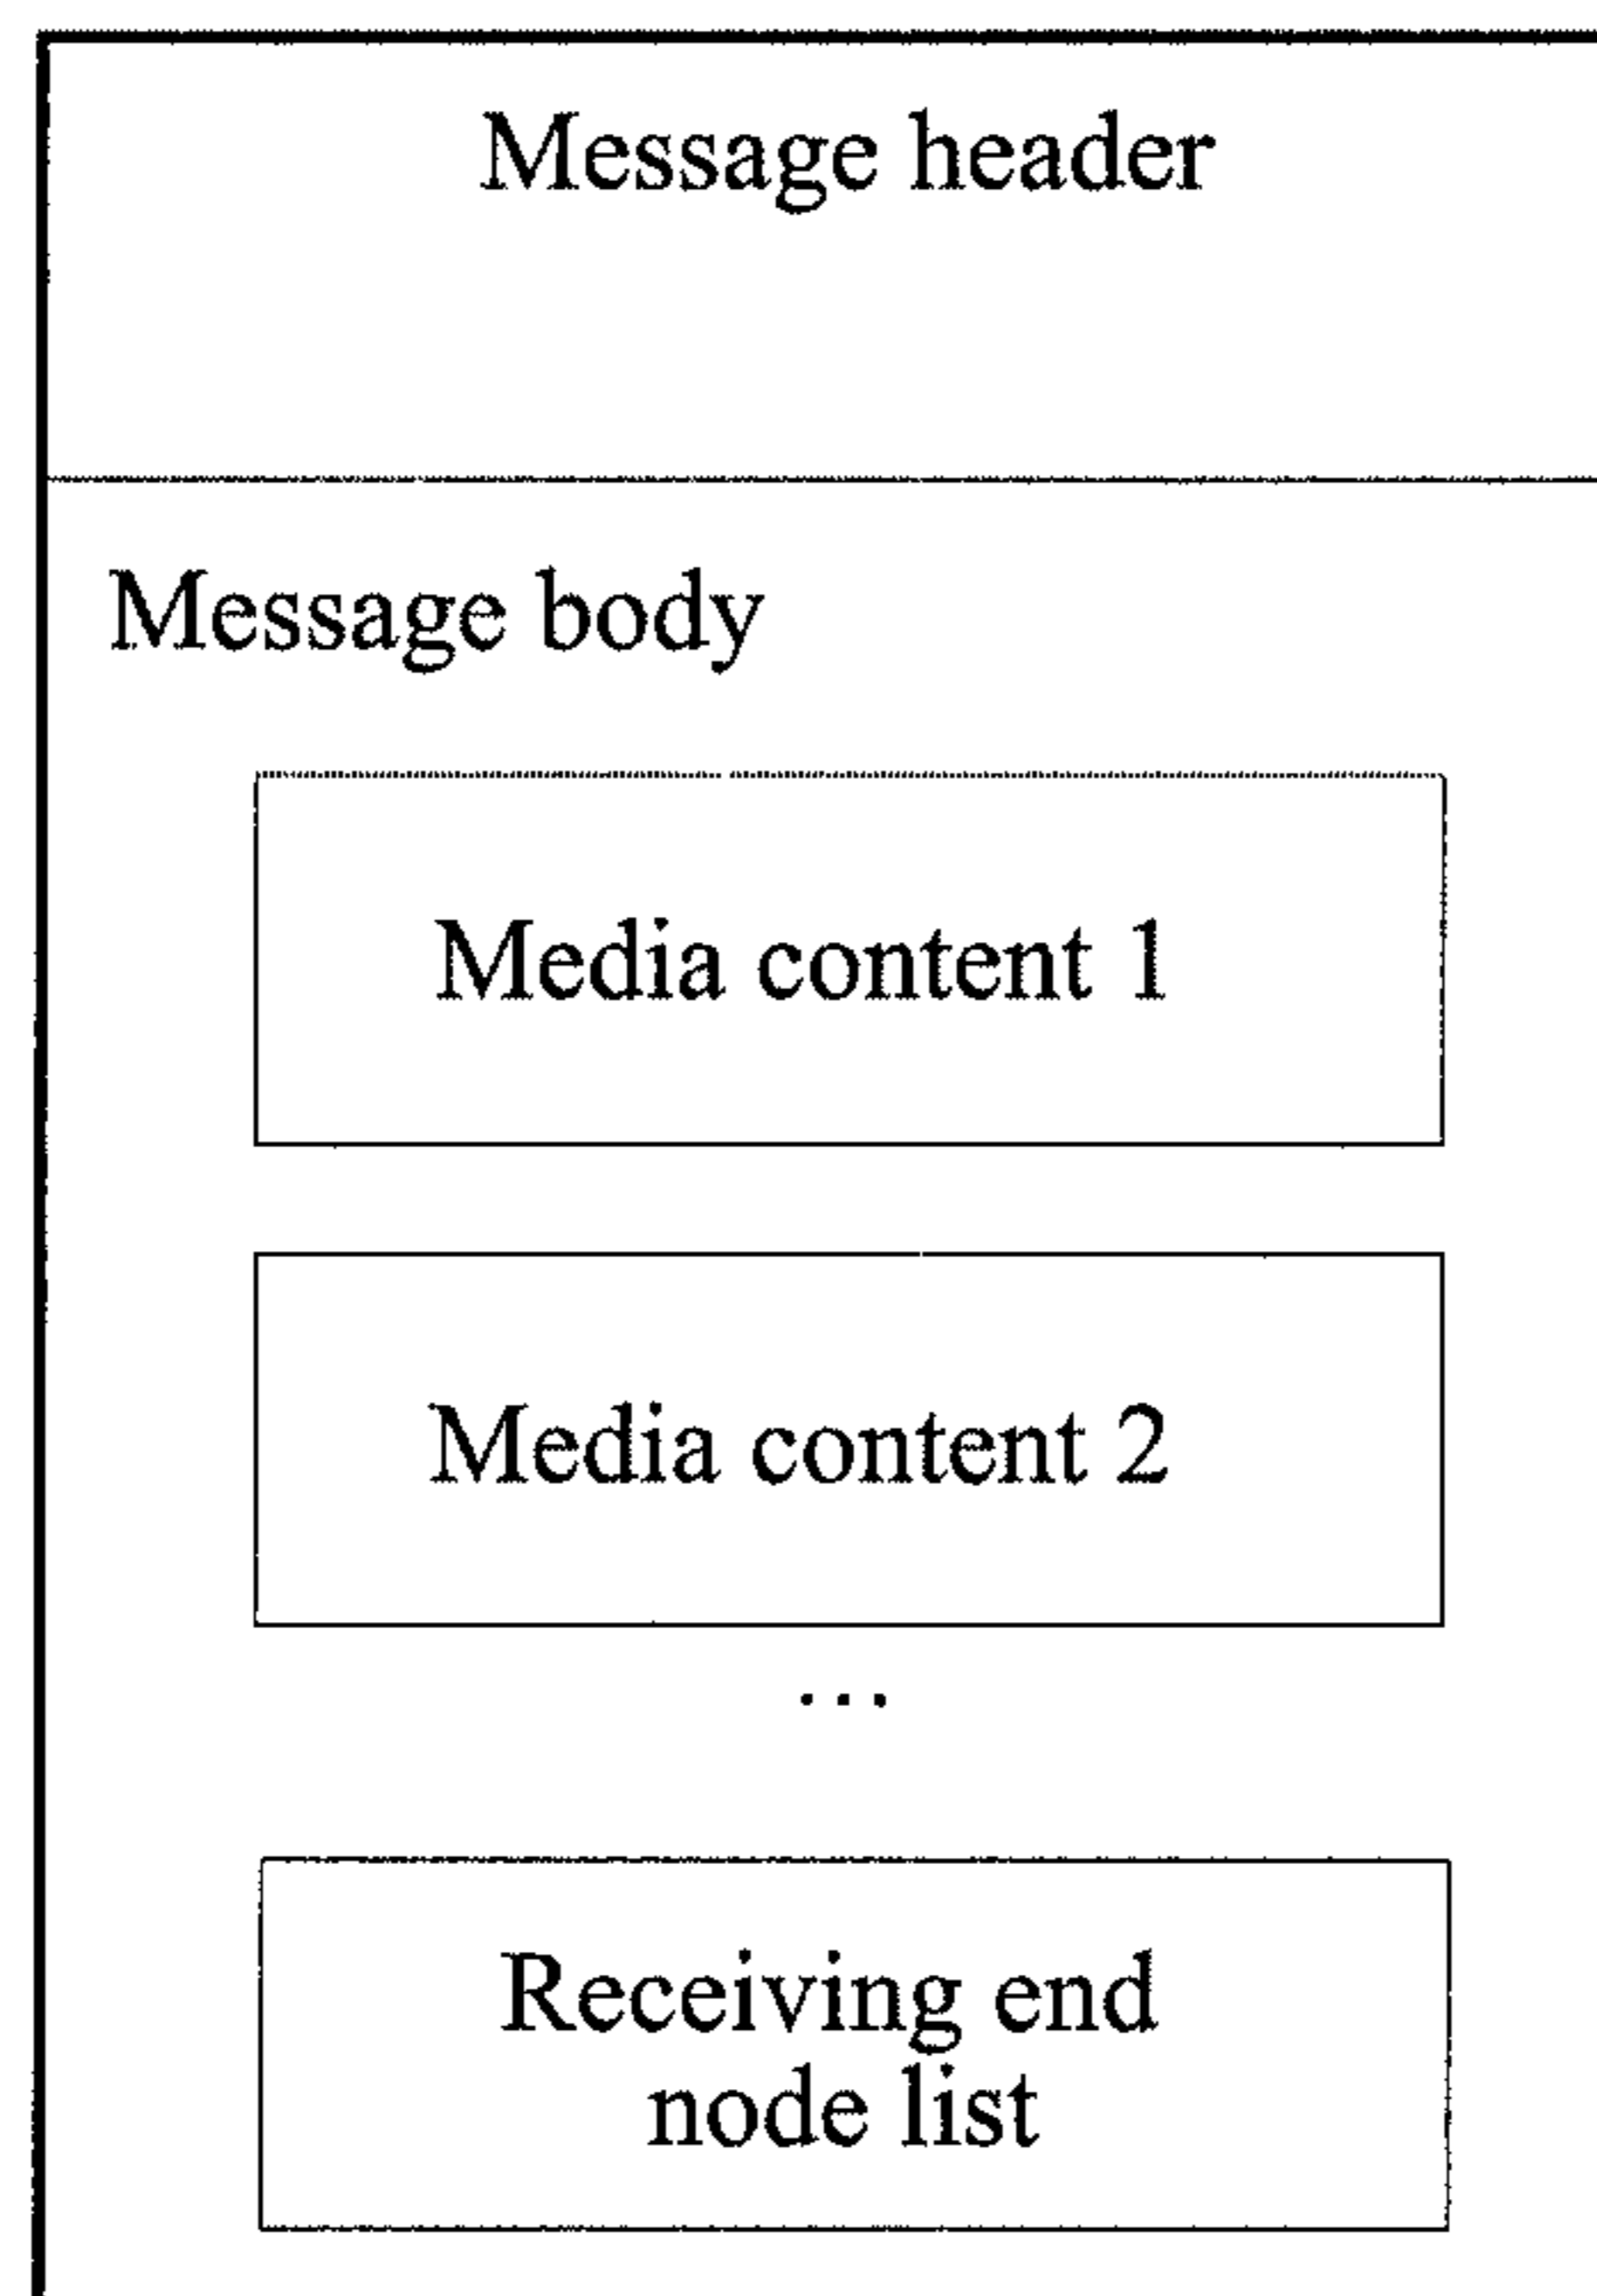 Message header
Message body
Media content 1
Media content 2
...
Receiving end
node list